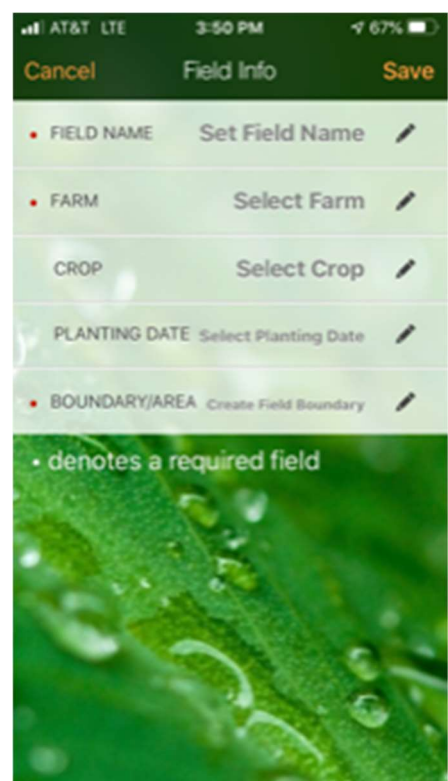 AT&T LTE 3:50 PM 67%
Cancel Field Info Save
• FIELD NAME Set Field Name
• FARM Select Farm
CROP Select Crop
PLANTING DATE Select Planting Date
• BOUNDARY/AREA Create Field Boundary
• denotes a required field